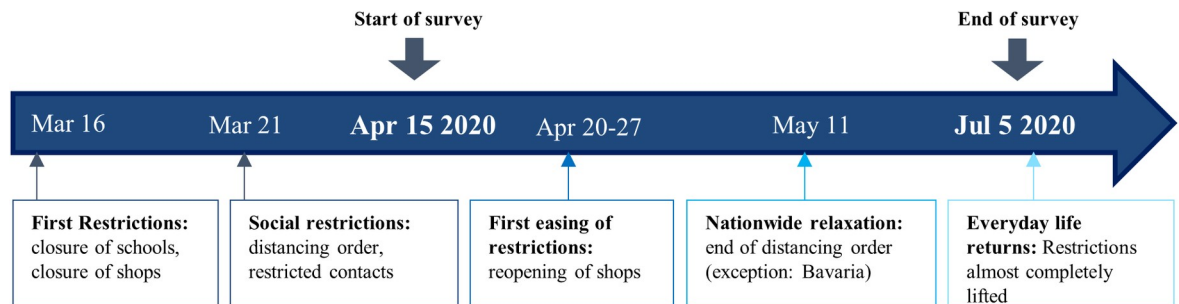 Start of survey
End of survey
Mar 16
Mar 21
Apr 15 2020
Apr 20-27
May 11
Jul 5 2020
First Restrictions:
closure of schools,
closure of shops
Social restrictions:
distancing order,
restricted contacts
First easing of
restrictions:
reopening of shops
Nationwide relaxation:
end of distancing order
(exception: Bavaria)
Everyday life
returns: Restrictions
almost completely
lifted